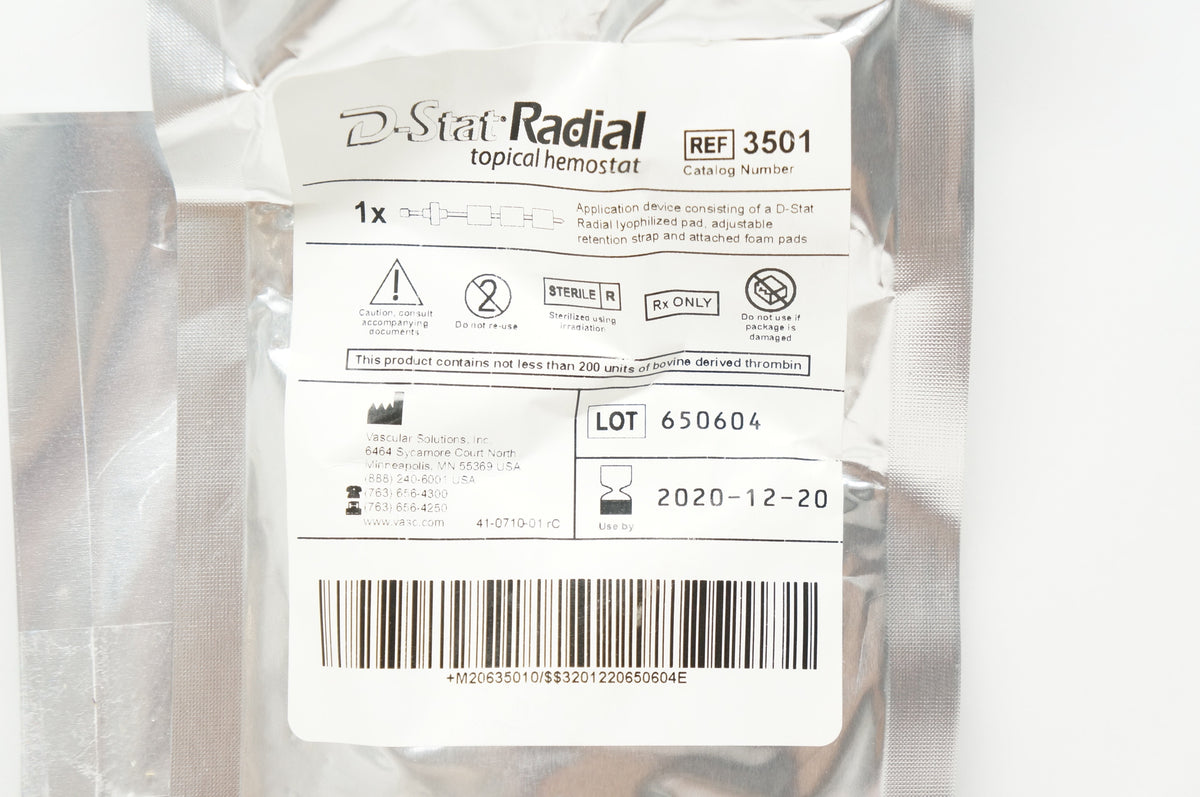 D-Stat Radial
topical hemostat
REF 3501
Catalog Number
1x
Application device consisting of a D-Stat
Radial lyophilized pad, adjustable
retention strap and attached foam pads
Caution, consult
accompanying
documents
2
Do not re-use
STERILE R
Sterilized using
irradiation
Rx ONLY
Do not use if
package is
damaged
This product contains not less than 200 units of bovine derived thrombin
Vascular Solutions, Inc.
6464 Sycamore Court North
Minneapolis, MN 55369 USA
(888) 240-6001 USA
(763) 656-4300
(763) 656-4250
www.vasc.com 41-0710-01 rC
LOT 650604
2020-12-20
Use by
+M20635010/$$3201220650604E